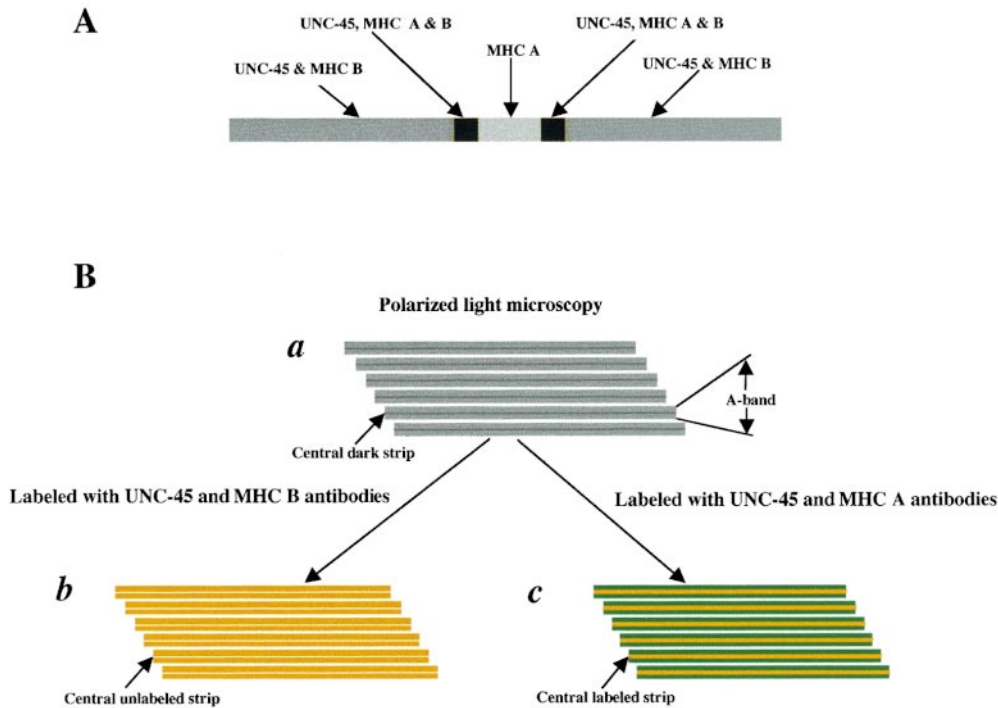 A
UNC-45, MHC A & B
UNC-45, MHC A & B
MHC A
UNC-45 & MHC B
UNC-45 & MHC B
B
Polarized light microscopy
a
A-band
Central dark strip
Labeled with UNC-45 and MHC B antibodies
Labeled with UNC-45 and MHC A antibodies
b
c
Central unlabeled strip
Central labeled strip